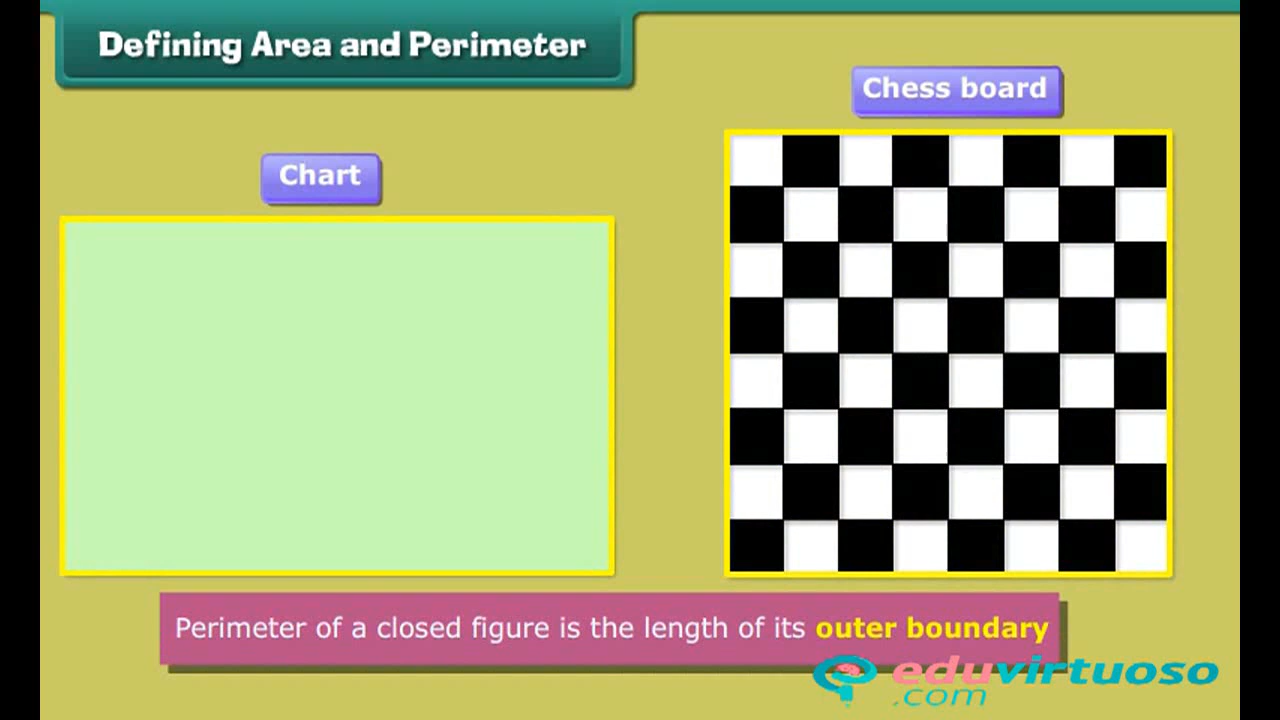 Defining Area and Perimeter
Chess board
Chart
Perimeter of a closed figure is the length of its outer boundary
eduvirtuoso
.com